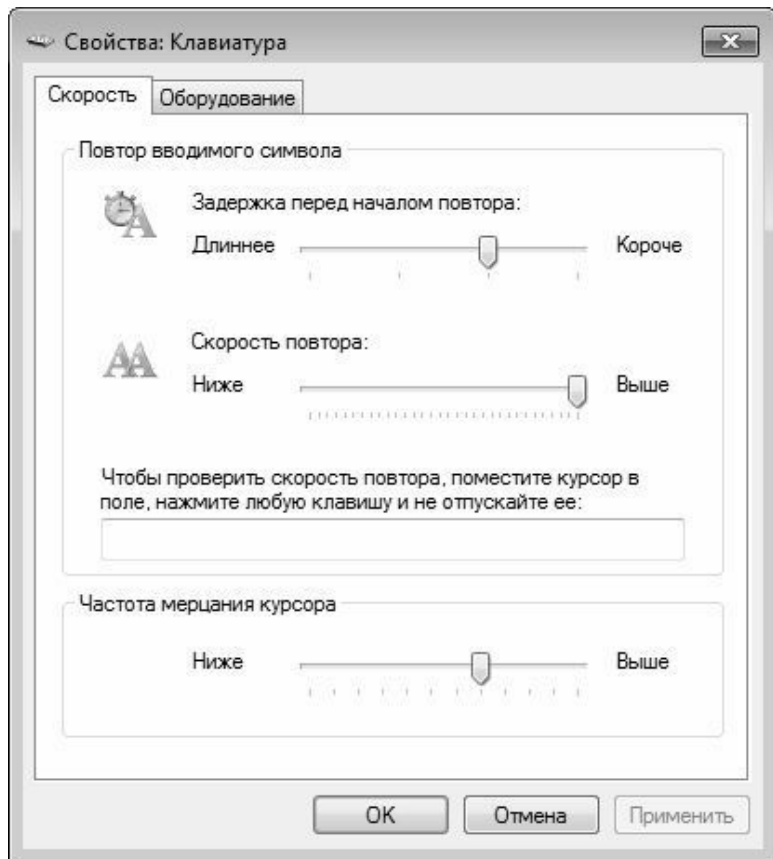 Свойства: Клавиатура
Скорость Оборудование
Повтор вводимого символа
Задержка перед началом повтора:
Длиннее Короче
Скорость повтора:
Ниже Выше
Чтобы проверить скорость повтора, поместите курсор в
поле, нажмите любую клавишу и не отпускайте ее:
Частота мерцания курсора
Ниже Выше
OK Отмена Применить